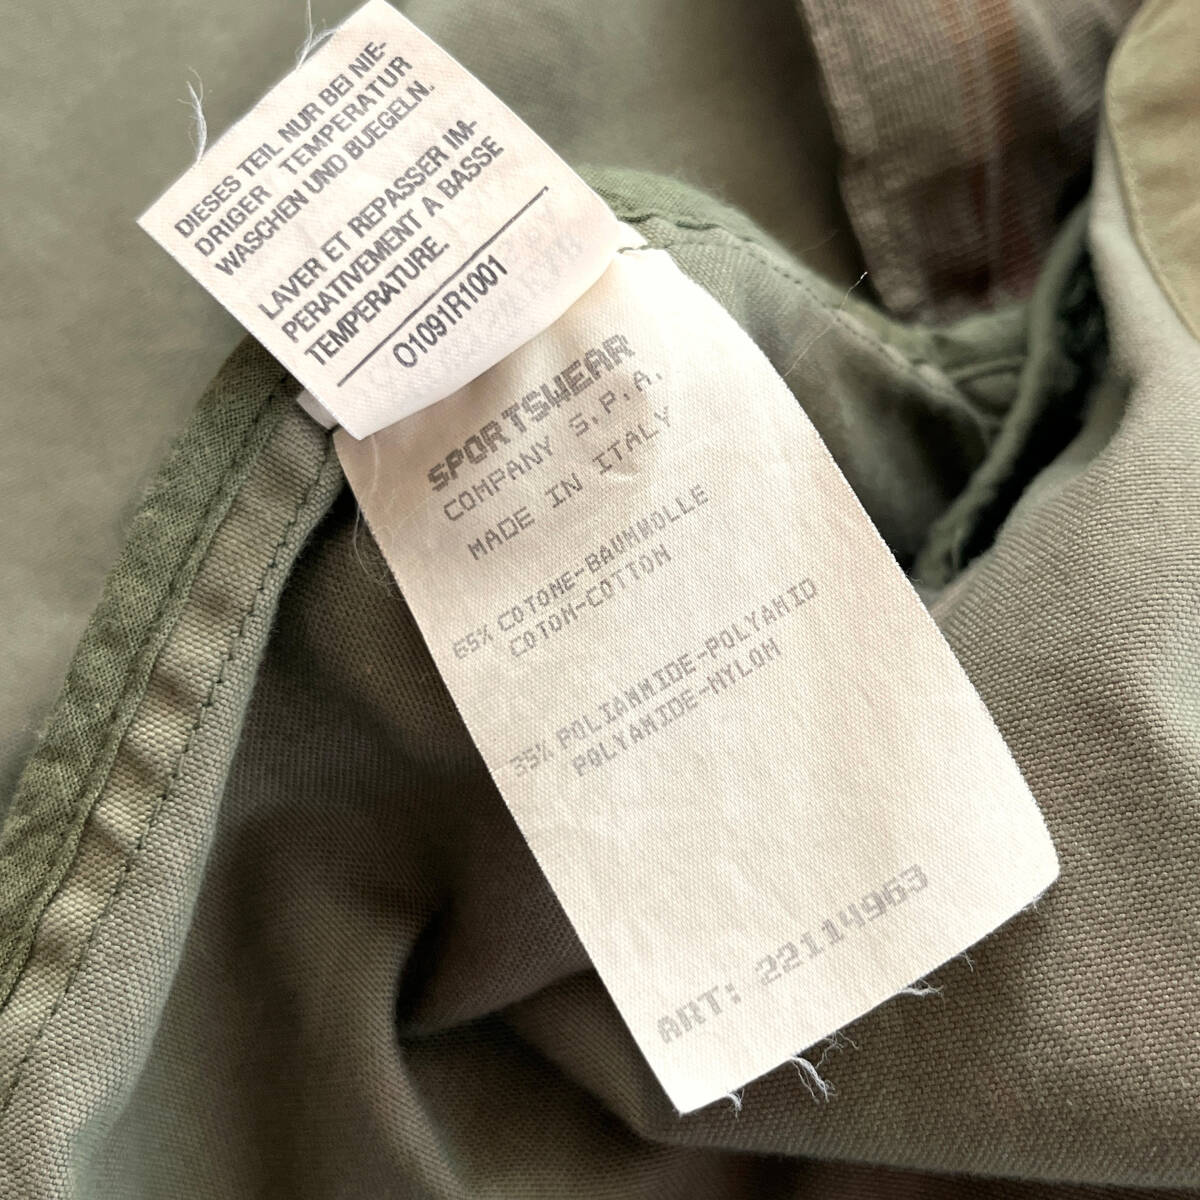 DIESES TEIL NUR BEI NIE-
DRIGER TEMPERATUR
WASCHEN UND BUEGELN.
LAVER ET REPASSER IM-
PERATIVEMENT A BASSE
TEMPERATURE.
O1091R1001
SPORTSWEAR
COMPANY S.P.A.
MADE IN ITALY
65% COTONE-BAUMWOLLE
COTON-COTTON
35% POLIAMMIDE-POLYAMID
POLYAMIDE-NYLON
ART: 22114963